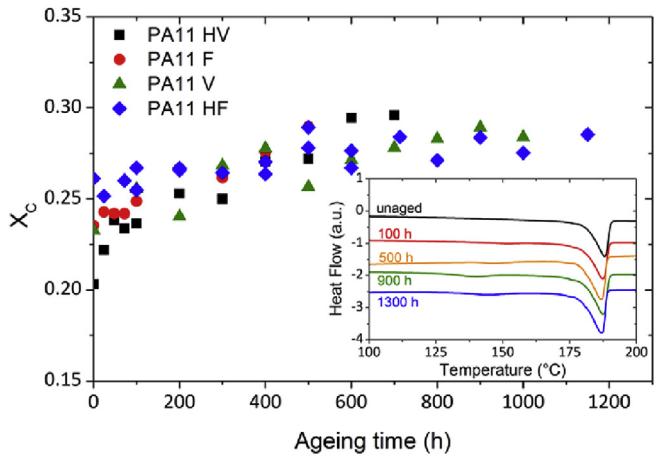 0.35
PA11 HV
PA11 F
PA11 V
PA11 HF
0.30
0.25
0.20
0.15
X_C
0 200 400 600 800 1000 1200
Ageing time (h)
1
0
-1
-2
-3
-4
Heat Flow (a.u.)
unaged
100 h
500 h
900 h
1300 h
100 125 150 175 200
Temperature (°C)